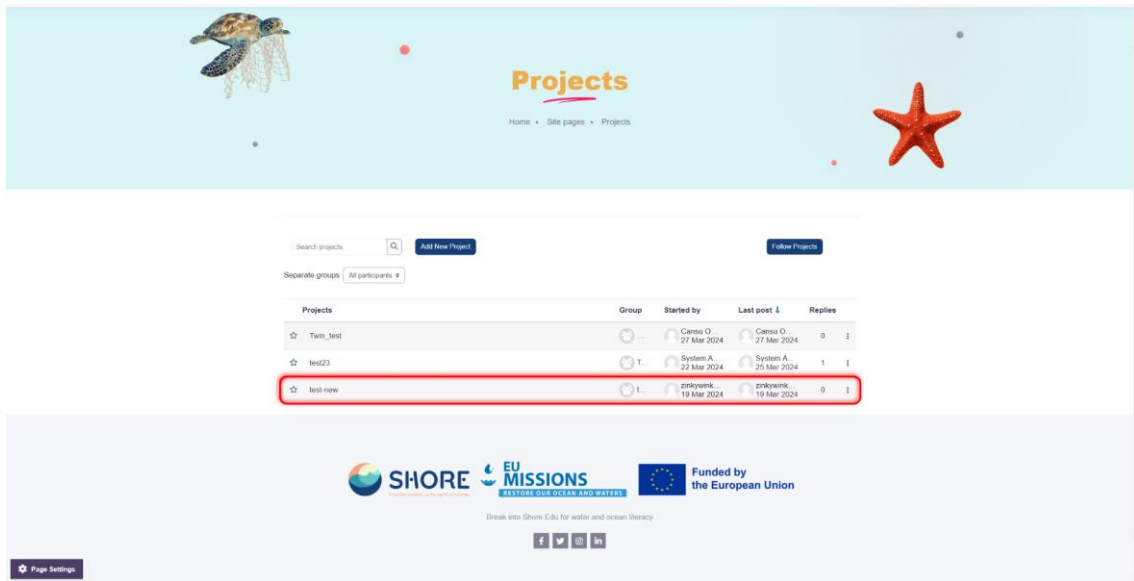 Projects
Home • Site pages • Projects
Search projects
Add New Project
Follow Projects
Separate groups All participants
Projects Group Started by Last post Replies
Twin_test ... Cansu O... 27 Mar 2024 Cansu O... 27 Mar 2024 0
test23 T... System A... 22 Mar 2024 System A... 25 Mar 2024 1
test-new t... zinkywink... 19 Mar 2024 zinkywink... 19 Mar 2024 0
SHORE
EU
MISSIONS
RESTORE OUR OCEAN AND WATERS
Funded by
the European Union
Break into Shore Edu for water and ocean literacy
Page Settings